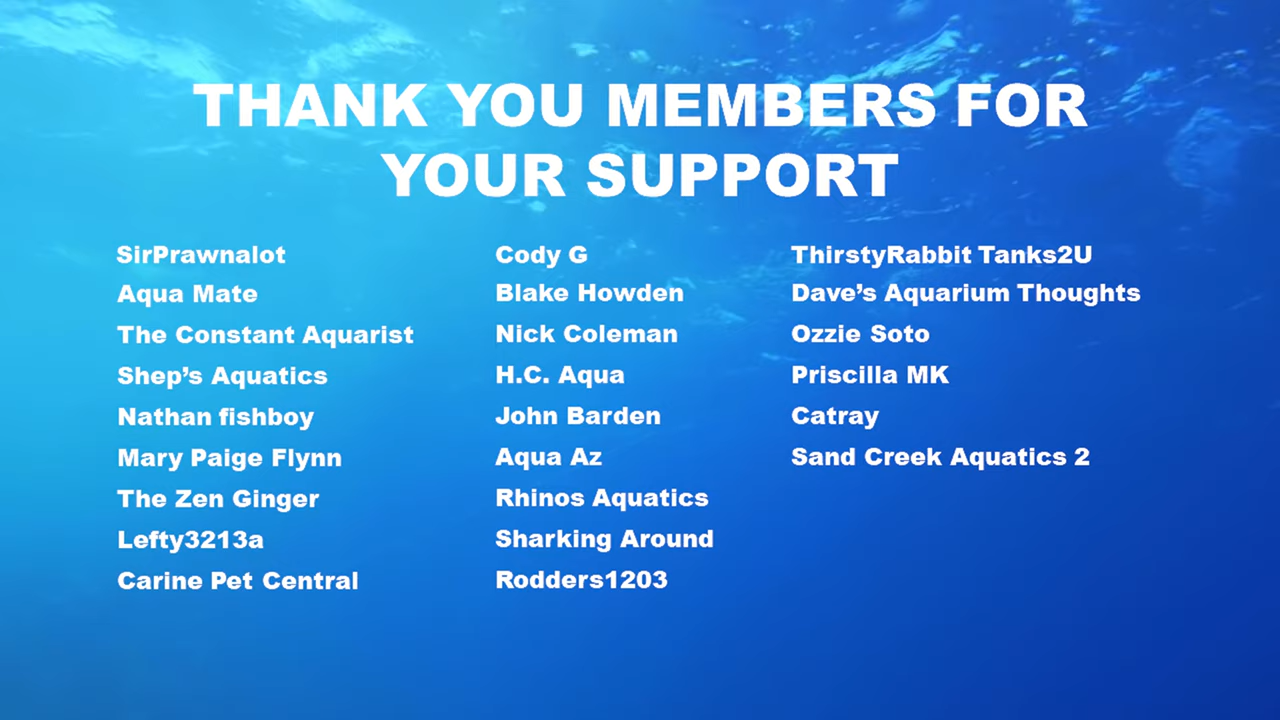 THANK YOU MEMBERS FOR
YOUR SUPPORT
SirPrawnalot
Aqua Mate
The Constant Aquarist
Shep’s Aquatics
Nathan fishboy
Mary Paige Flynn
The Zen Ginger
Lefty3213a
Carine Pet Central
Cody G
Blake Howden
Nick Coleman
H.C. Aqua
John Barden
Aqua Az
Rhinos Aquatics
Sharking Around
Rodders1203
ThirstyRabbit Tanks2U
Dave’s Aquarium Thoughts
Ozzie Soto
Priscilla MK
Catray
Sand Creek Aquatics 2